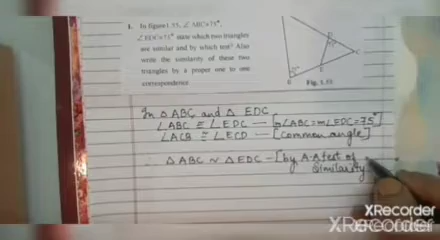 1. In figure 1.55, ∠ABC=75°,
∠EDC=75° state which two triangles
are similar and by which test? Also
write the similarity of these two
triangles by a proper one to one
correspondence.
B
C
Fig. 1.55
In △ABC and △ EDC
∠ABC ≅ ∠EDC — [m∠ABC=m∠EDC=75°]
∠ACB ≅ ∠ECD — [common angle]
∴ △ABC ~ △EDC — [by A-A test of
similarity
XRecorder
XRecorder